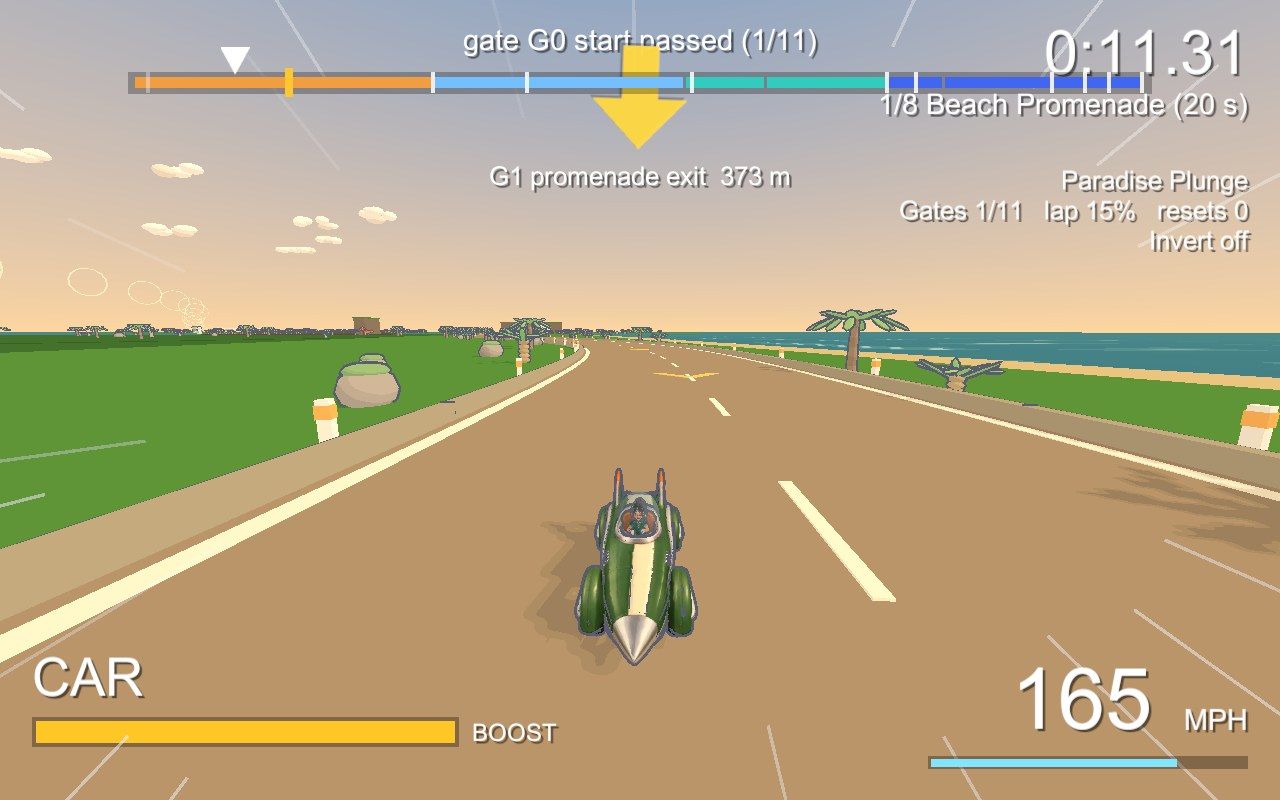 gate G0 start passed (1/11)
0:11.31
1/8 Beach Promenade (20 s)
G1 promenade exit 373 m
Paradise Plunge
Gates 1/11 lap 15% resets 0
Invert off
CAR
BOOST
165 MPH